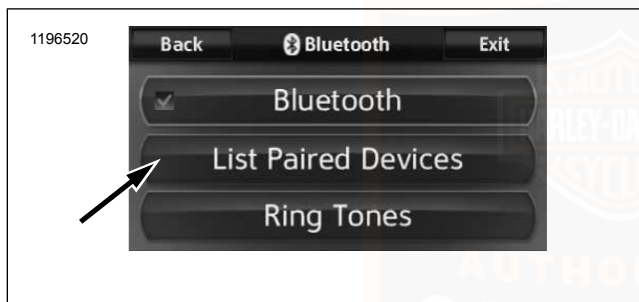 1196520
Back Bluetooth Exit
Bluetooth
List Paired Devices
Ring Tones